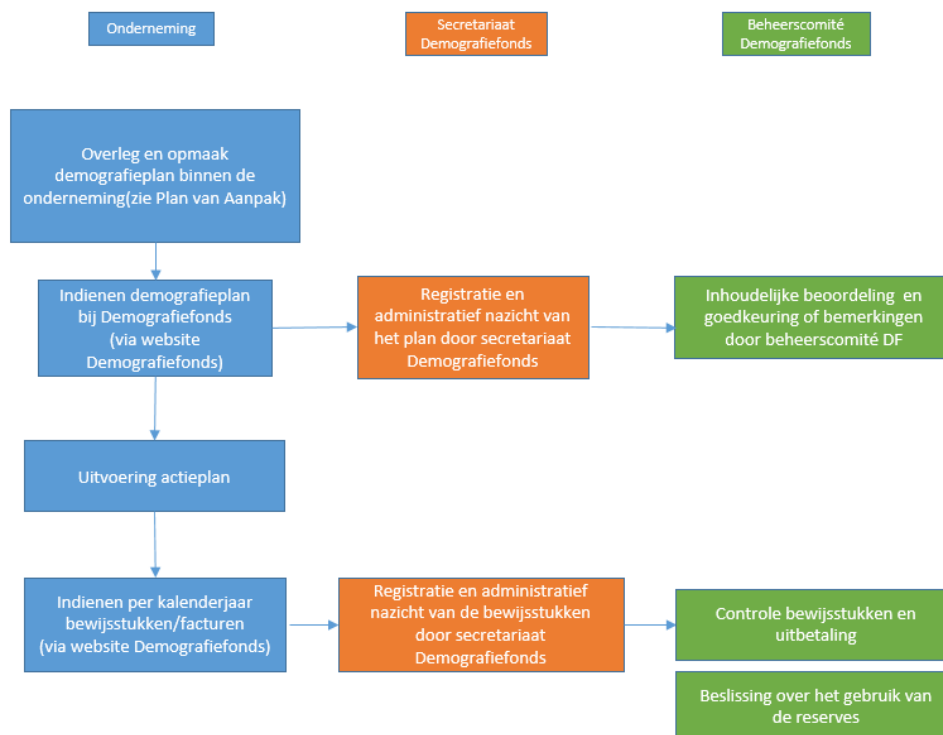 Onderneming
Secretariaat
Demografiefonds
Beheerscomité
Demografiefonds
Overleg en opmaak
demografieplan binnen de
onderneming(zie Plan van Aanpak)
Indienen demografieplan
bij Demografiefonds
(via website
Demografiefonds)
Registratie en
administratief nazicht van
het plan door secretariaat
Demografiefonds
Inhoudelijke beoordeling en
goedkeuring of bemerkingen
door beheerscomité DF
Uitvoering actieplan
Indienen per kalenderjaar
bewijsstukken/facturen
(via website Demografiefonds)
Registratie en administratief
nazicht van de bewijsstukken
door secretariaat
Demografiefonds
Controle bewijsstukken en
uitbetaling
Beslissing over het gebruik van
de reserves